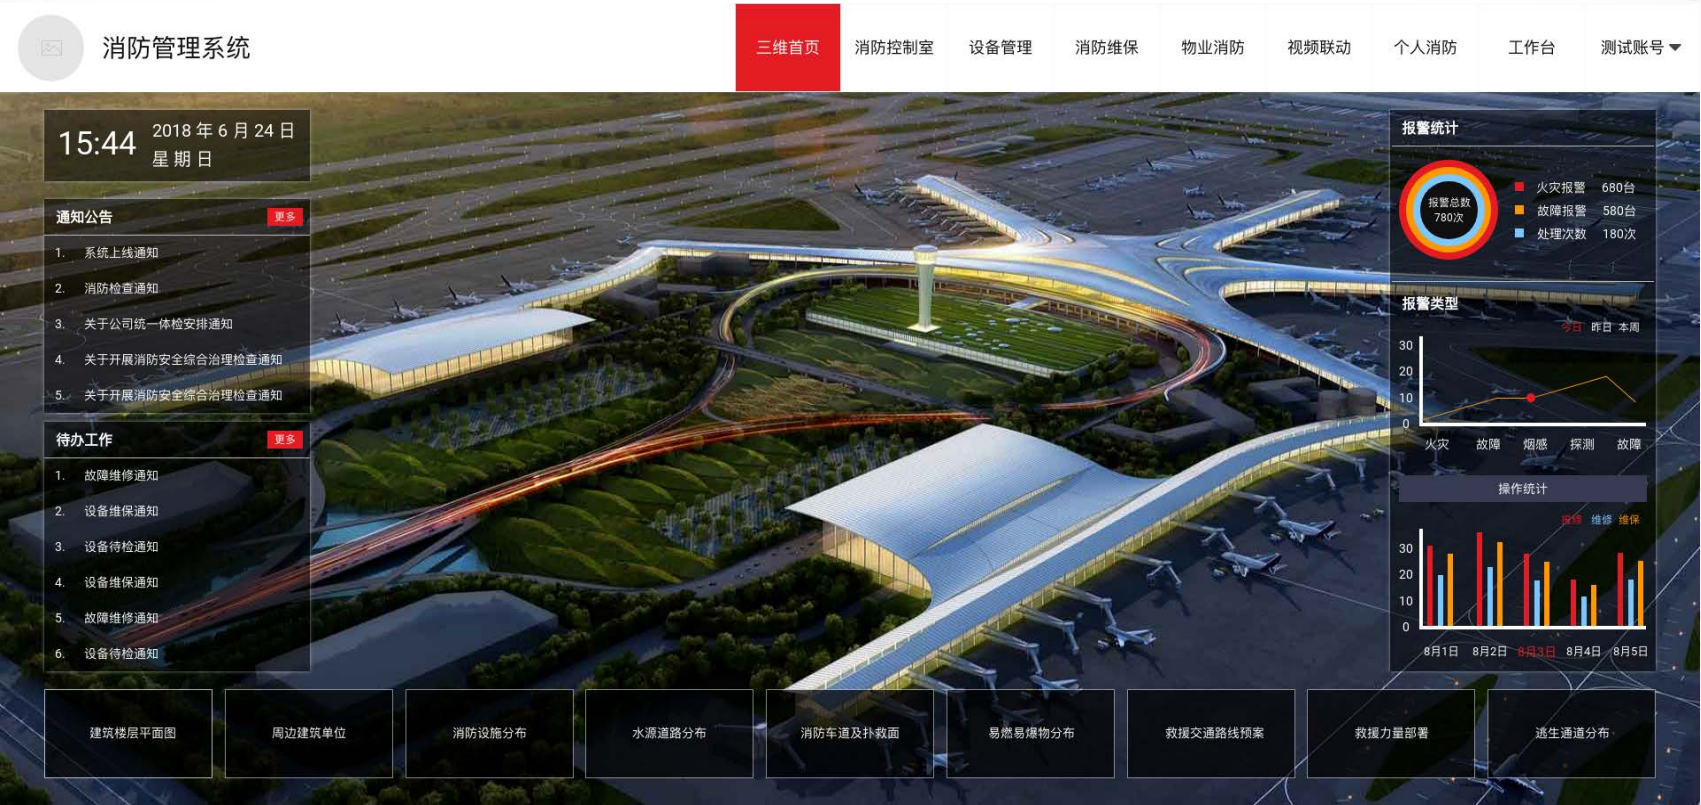 消防管理系统
三维首页
消防控制室
设备管理
消防维保
物业消防
视频联动
个人消防
工作台
测试账号
15:44
2018 年 6 月 24 日
星 期 日
通知公告
更多
1. 系统上线通知
2. 消防检查通知
3. 关于公司统一体检安排通知
4. 关于开展消防安全综合治理检查通知
5. 关于开展消防安全综合治理检查通知
待办工作
更多
1. 故障维修通知
2. 设备维保通知
3. 设备待检通知
4. 设备维保通知
5. 故障维修通知
6. 设备待检通知
报警统计
报警总数
780次
火灾报警 680台
故障报警 580台
处理次数 180次
报警类型
今日 昨日 本周
30
20
10
0
火灾 故障 烟感 探测 故障
操作统计
报修 维修 维保
30
20
10
0
8月1日 8月2日 8月3日 8月4日 8月5日
建筑楼层平面图
周边建筑单位
消防设施分布
水源道路分布
消防车道及扑救面
易燃易爆物分布
救援交通路线预案
救援力量部署
逃生通道分布